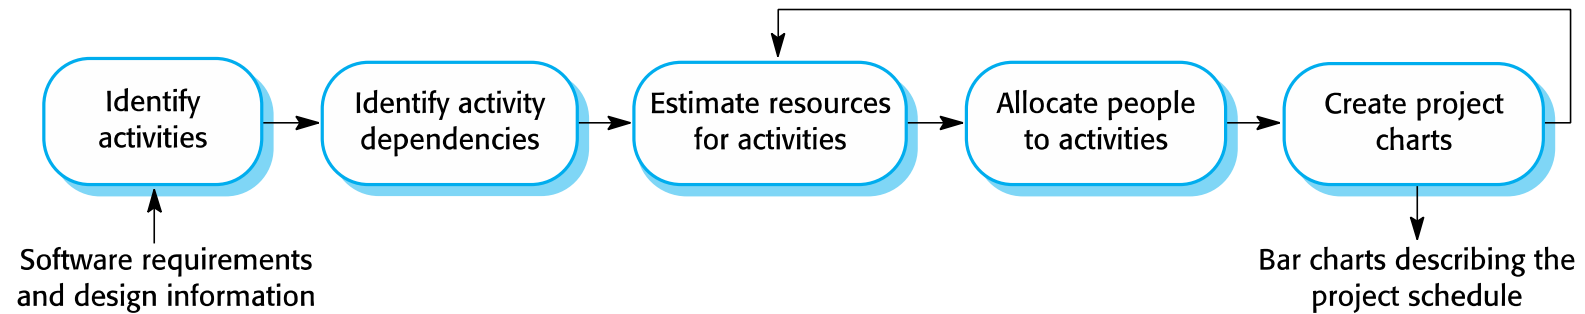 Identify
activities
Identify activity
dependencies
Estimate resources
for activities
Allocate people
to activities
Create project
charts
Software requirements
and design information
Bar charts describing the
project schedule